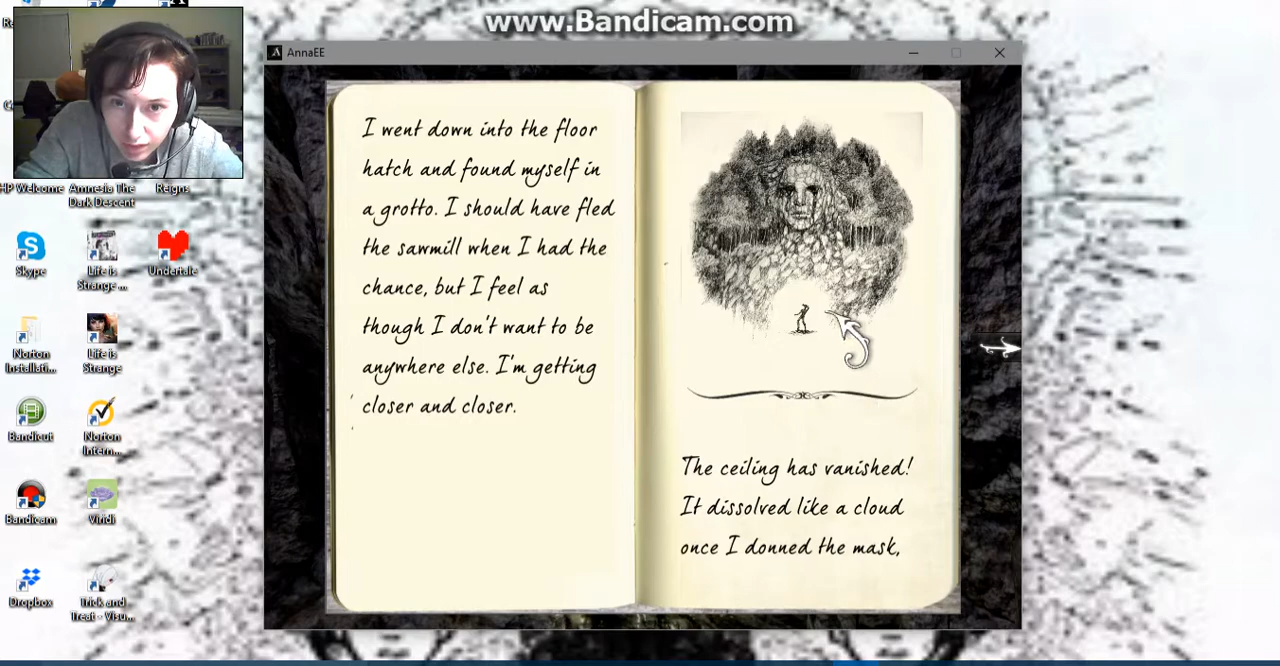 www.Bandicam.com
AnnaEE
I went down into the floor
hatch and found myself in
a grotto. I should have fled
the sawmill when I had the
chance, but I feel as
though I don't want to be
anywhere else. I'm getting
closer and closer.
The ceiling has vanished!
It dissolved like a cloud
once I donned the mask,
HP Welcome
Amnesia The
Dark Descent
Reigns
Skype
Life is
Strange ...
Undertale
Norton
Installati...
Life is
Strange
Bandicut
Norton
Intern...
Bandicam
Viridi
Dropbox
Trick and
Treat - Visu...